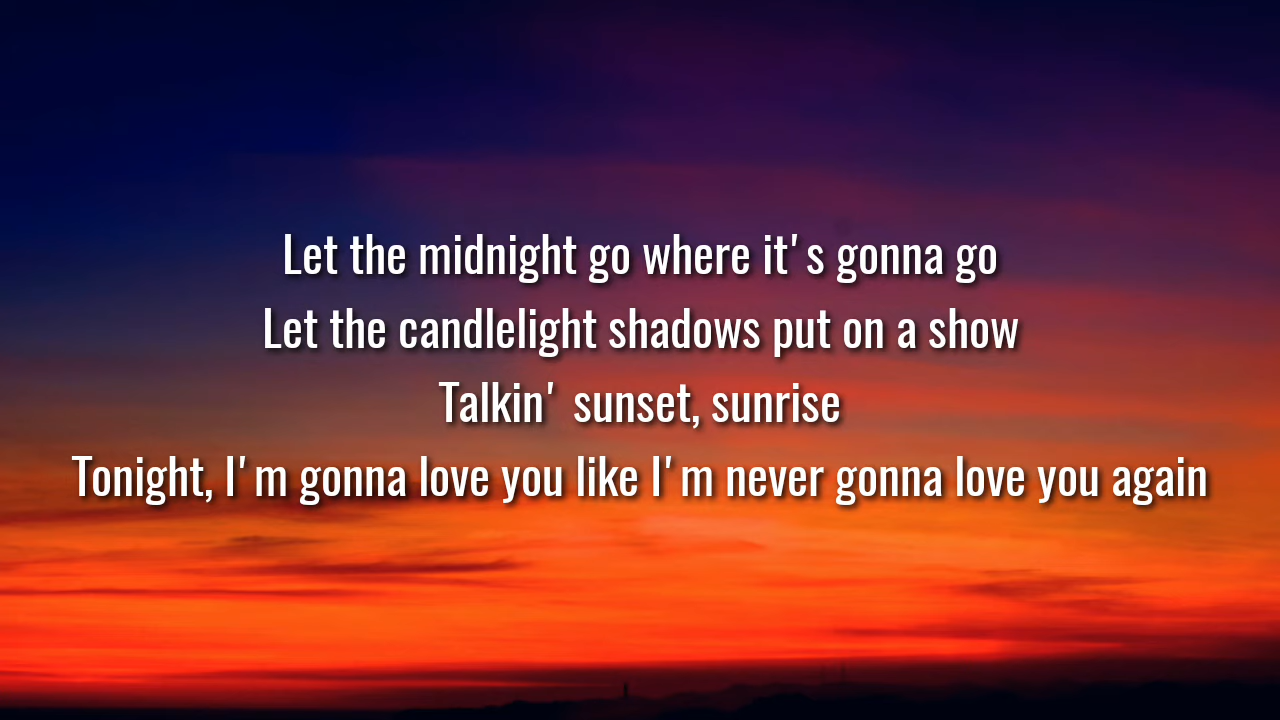 Let the midnight go where it's gonna go
Let the candlelight shadows put on a show
Talkin' sunset, sunrise
Tonight, I'm gonna love you like I'm never gonna love you again